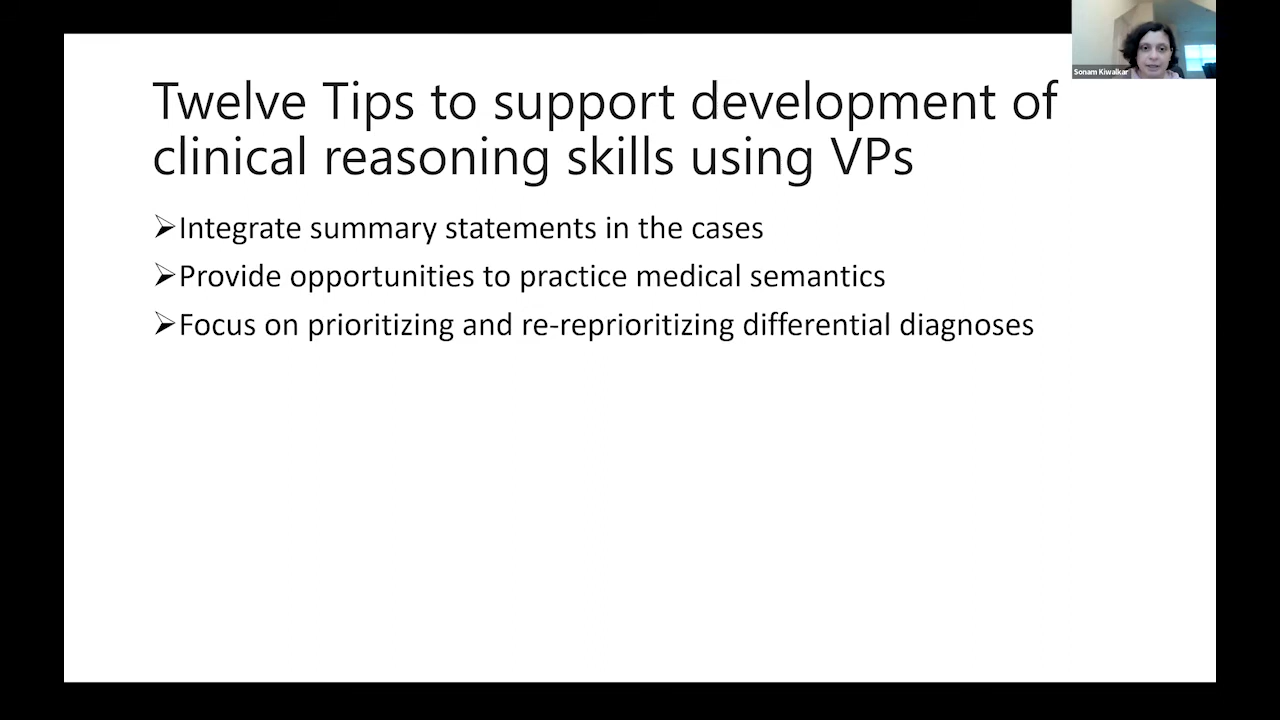 Sonam Kiwalkar
Twelve Tips to support development of
clinical reasoning skills using VPs
➢Integrate summary statements in the cases
➢Provide opportunities to practice medical semantics
➢Focus on prioritizing and re-reprioritizing differential diagnoses